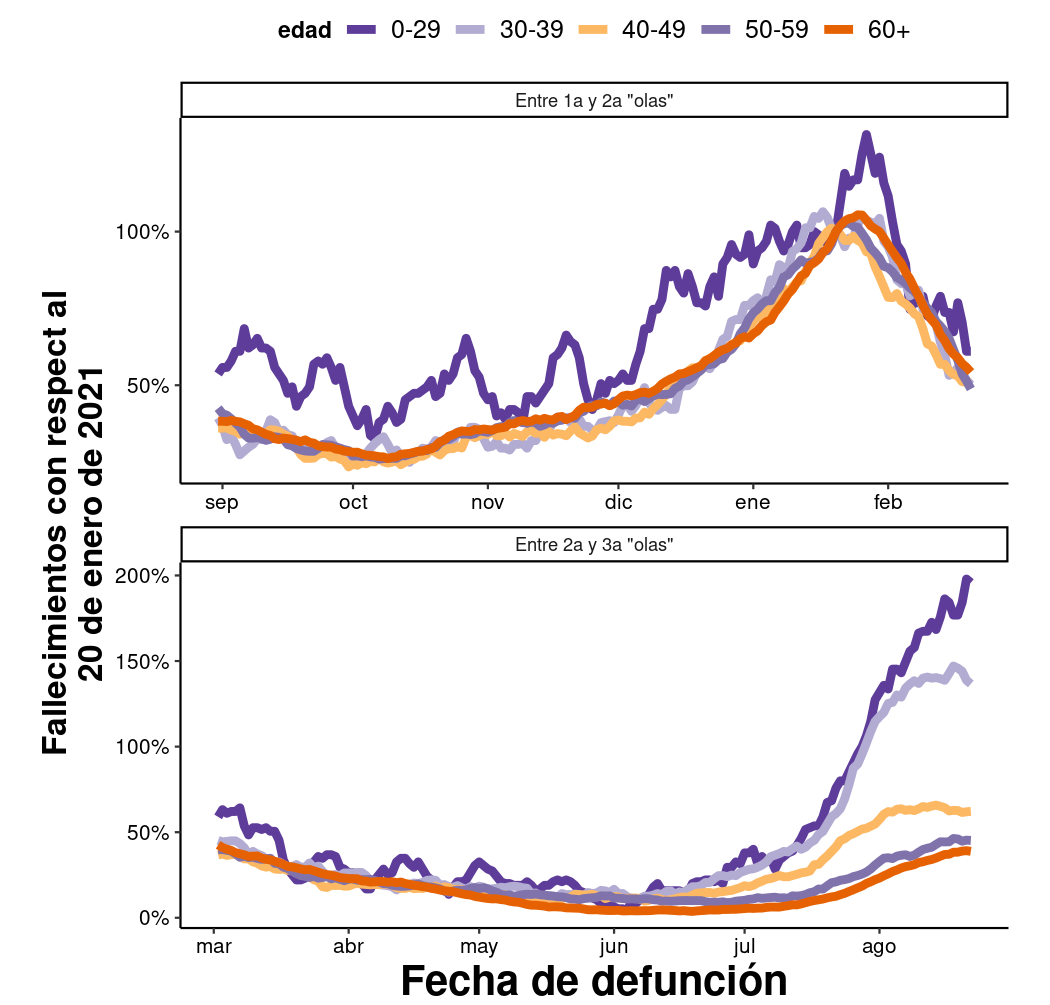 edad 0-29 30-39 40-49 50-59 60+
Entre 1a y 2a "olas"
100%
50%
sep oct nov dic ene feb
Fallecimientos con respect al
20 de enero de 2021
Entre 2a y 3a "olas"
200%
150%
100%
50%
0%
mar abr may jun jul ago
Fecha de defunción